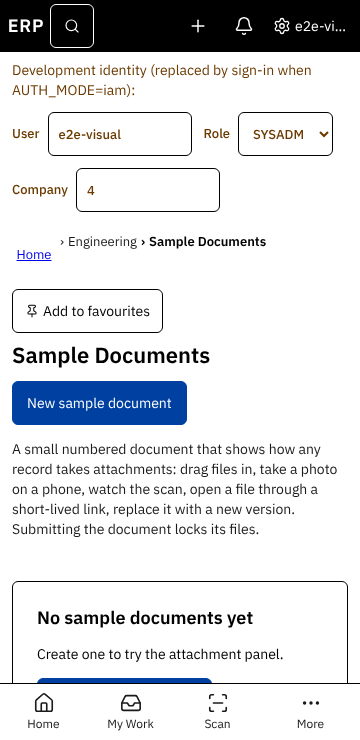 ERP
e2e-vi...
Development identity (replaced by sign-in when
AUTH_MODE=iam):
User e2e-visual Role SYSADM
Company 4
Home › Engineering › Sample Documents
Add to favourites
Sample Documents
New sample document
A small numbered document that shows how any
record takes attachments: drag files in, take a photo
on a phone, watch the scan, open a file through a
short-lived link, replace it with a new version.
Submitting the document locks its files.
No sample documents yet
Create one to try the attachment panel.
Home My Work Scan More